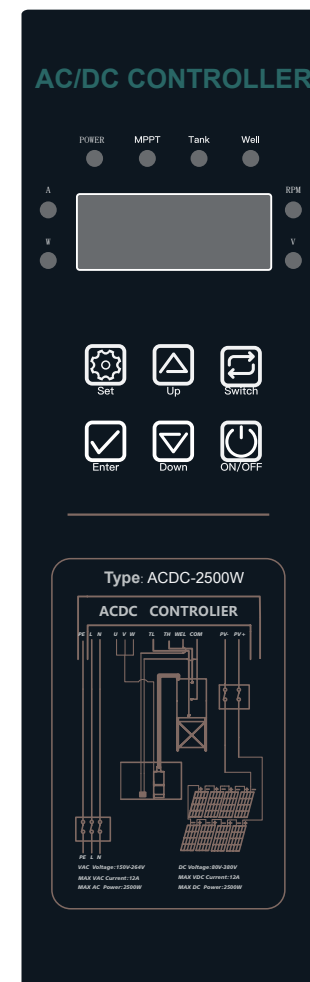 AC/DC CONTROLLER
POWER MPPT Tank Well
A RPM
W V
Set Up Switch
Enter Down ON/OFF
Type: ACDC-2500W
ACDC CONTROLIER
PE L N U V W TL TH WEL COM PV- PV+
PE L N
VAC Voltage:150V-264V
MAX VAC Current:12A
MAX AC Power:2500W
DC Voltage:80V-380V
MAX VDC Current:12A
MAX DC Power:2500W